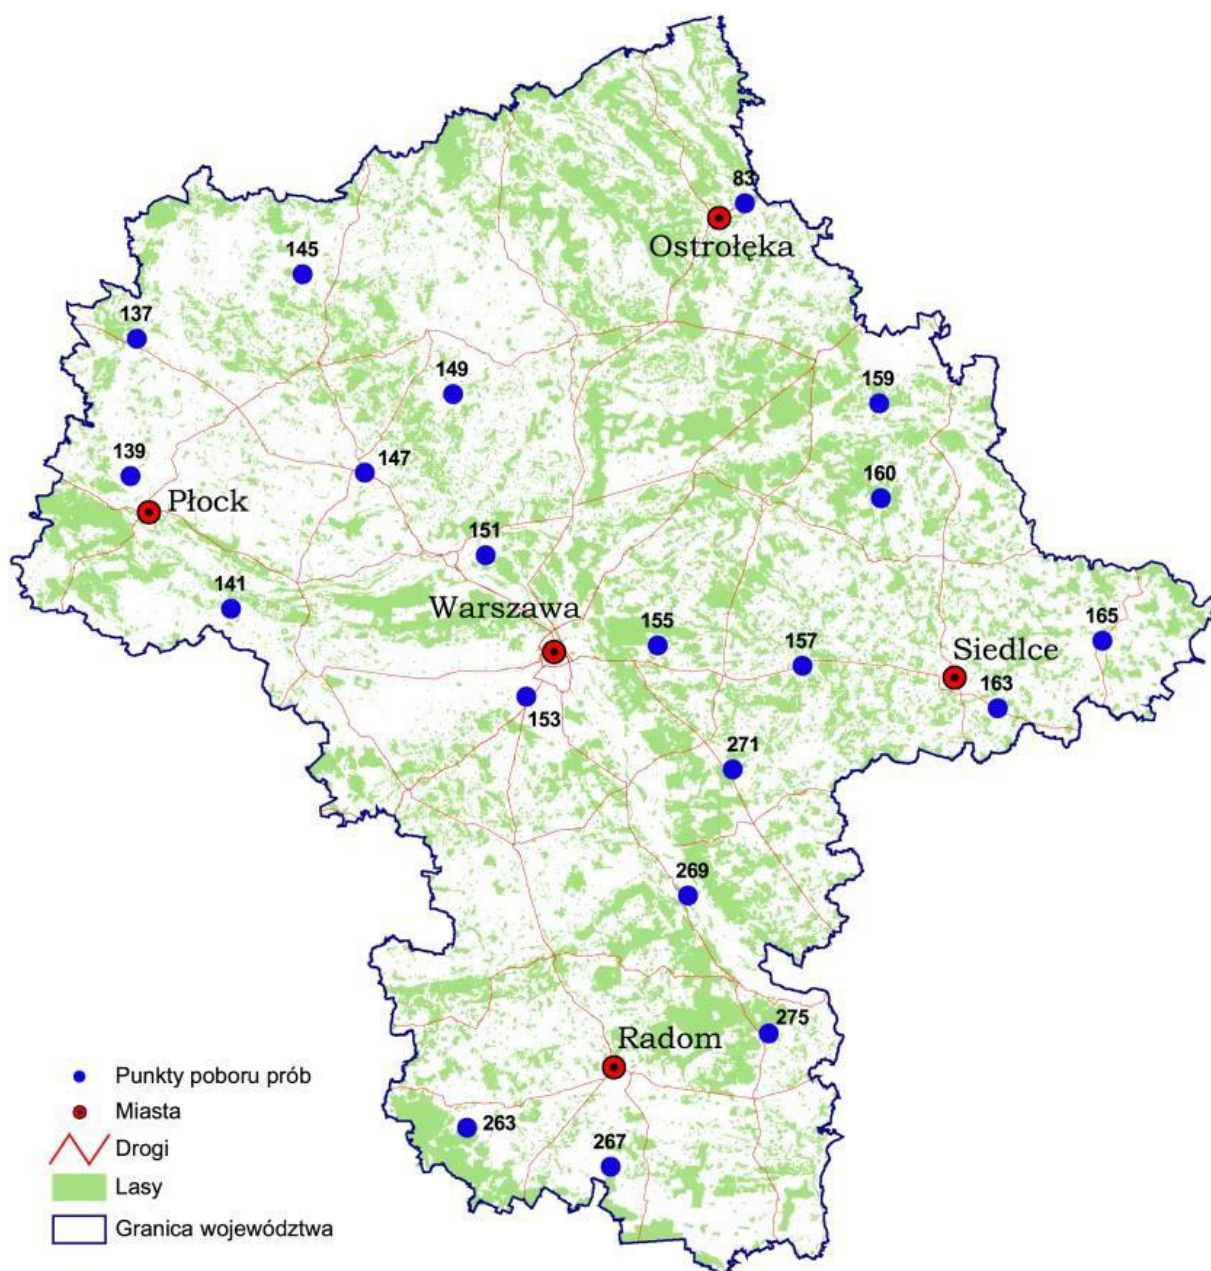 83
Ostrołęka
145
137
149
159
139
147
160
Płock
151
141
Warszawa
155
165
157
Siedlce
163
153
271
269
275
Radom
263
267
Punkty poboru prób
Miasta
Drogi
Lasy
Granica województwa